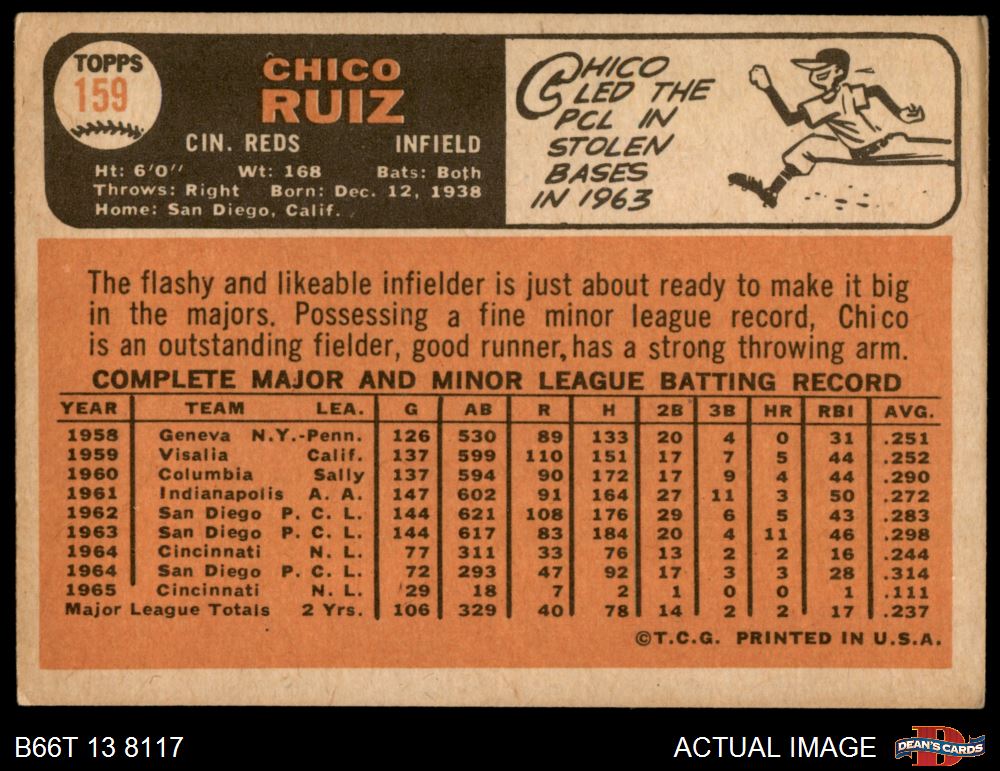 TOPPS
159
CHICO
RUIZ
CIN. REDS INFIELD
Ht: 6'0" Wt: 168 Bats: Both
Throws: Right Born: Dec. 12, 1938
Home: San Diego, Calif.
CHICO
LED THE
PCL IN
STOLEN
BASES
IN 1963
The flashy and likeable infielder is just about ready to make it big
in the majors. Possessing a fine minor league record, Chico
is an outstanding fielder, good runner, has a strong throwing arm.
COMPLETE MAJOR AND MINOR LEAGUE BATTING RECORD
YEAR TEAM LEA. G AB R H 2B 3B HR RBI AVG.
1958 Geneva N.Y.-Penn. 126 530 89 133 20 4 0 31 .251
1959 Visalia Calif. 137 599 110 151 17 7 5 44 .252
1960 Columbia Sally 137 594 90 172 17 9 4 44 .290
1961 Indianapolis A. A. 147 602 91 164 27 11 3 50 .272
1962 San Diego P. C. L. 144 621 108 176 29 6 5 43 .283
1963 San Diego P. C. L. 144 617 83 184 20 4 11 46 .298
1964 Cincinnati N. L. 77 311 33 76 13 2 2 16 .244
1964 San Diego P. C. L. 72 293 47 92 17 3 3 28 .314
1965 Cincinnati N. L. 29 18 7 2 1 0 0 1 .111
Major League Totals 2 Yrs. 106 329 40 78 14 2 2 17 .237
©T.C.G. PRINTED IN U.S.A.
B66T 13 8117
ACTUAL IMAGE
DEAN'S CARDS